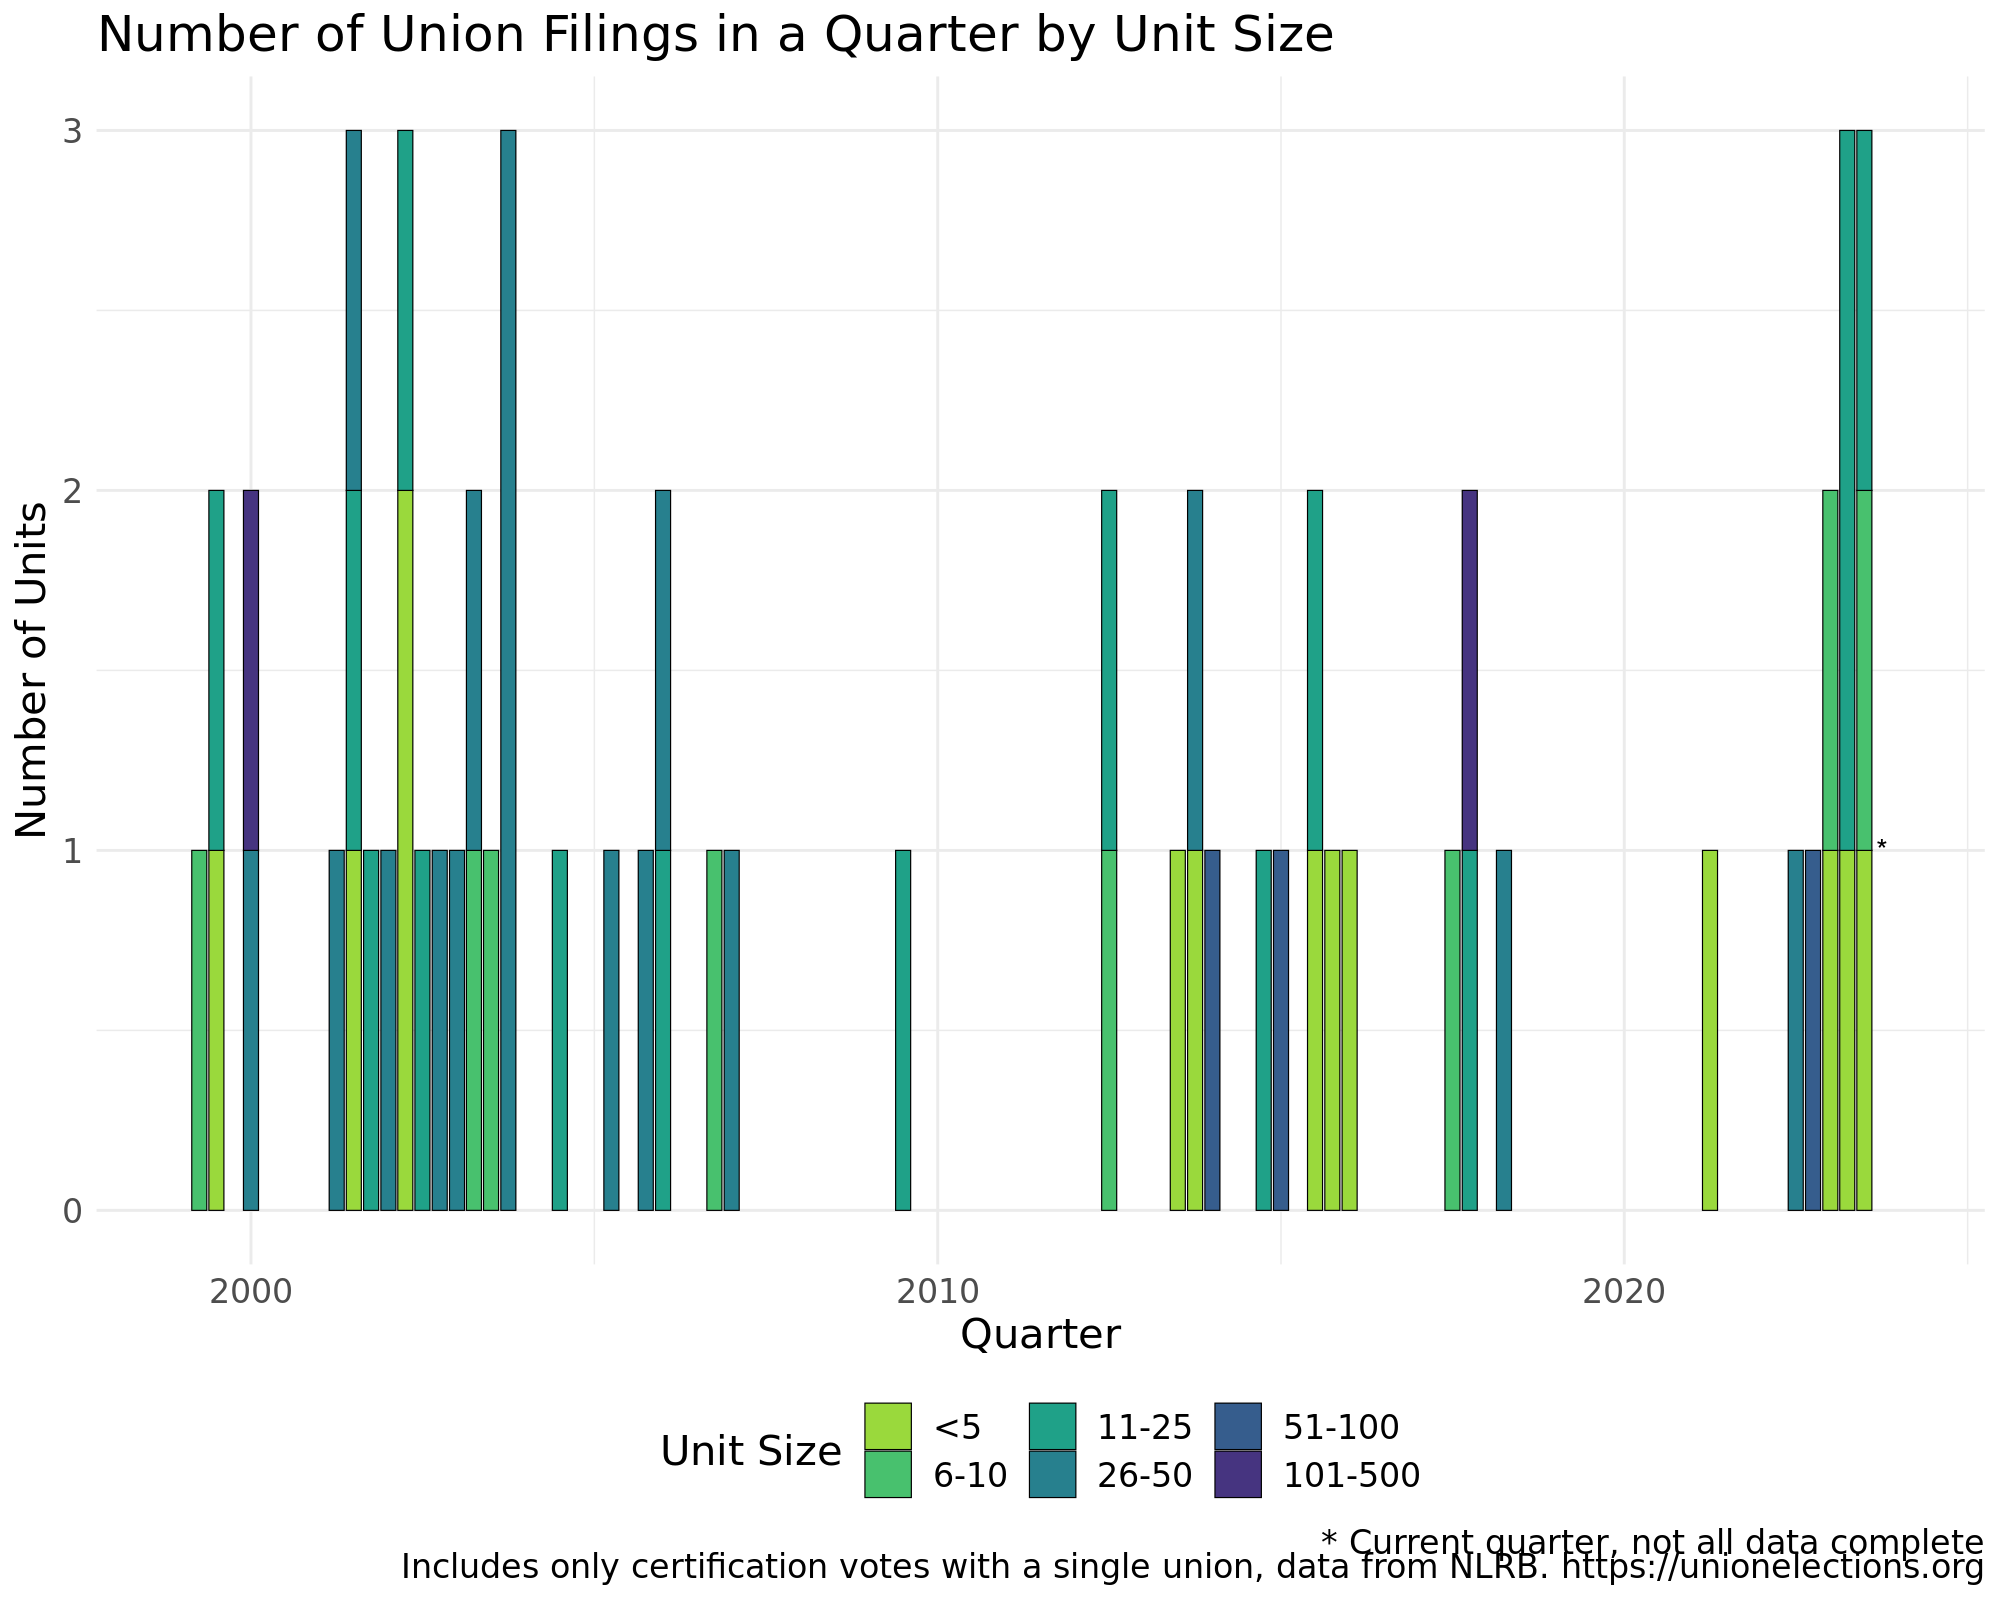 Number of Union Filings in a Quarter by Unit Size
Number of Units
3
2
1
0
*
2000 2010 2020
Quarter
Unit Size
<5 11-25 51-100
6-10 26-50 101-500
* Current quarter, not all data complete
Includes only certification votes with a single union, data from NLRB. https://unionelections.org